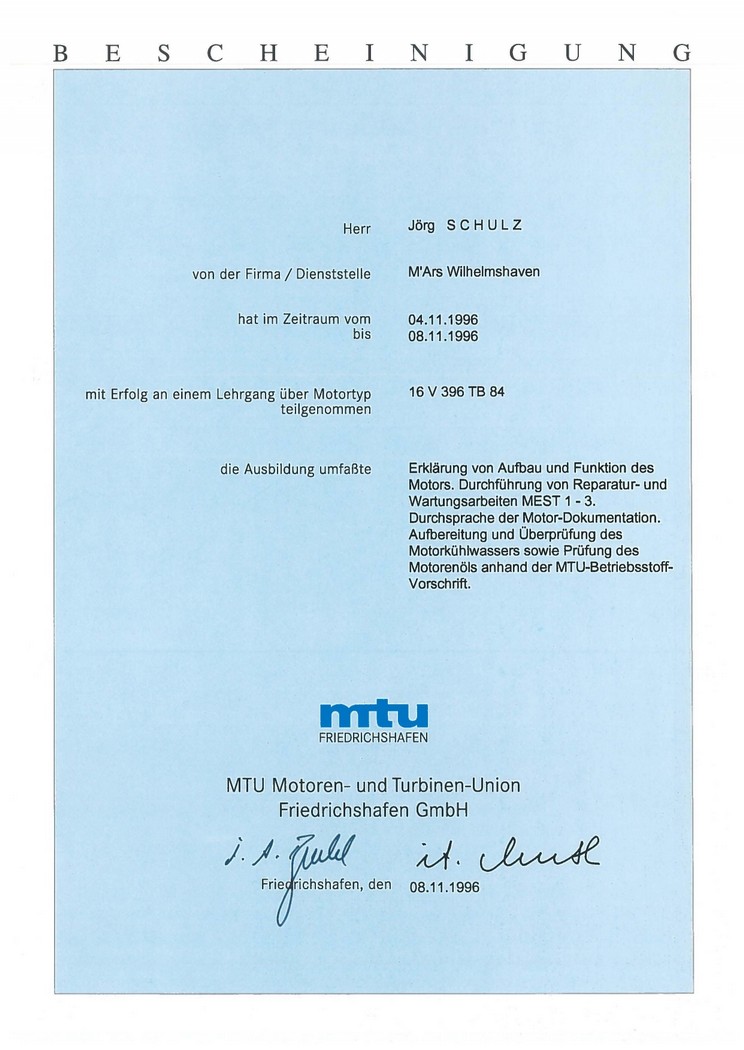 BESCHEINIGUNG
Herr Jörg SCHULZ
von der Firma / Dienststelle M'Ars Wilhelmshaven
hat im Zeitraum vom 04.11.1996
bis 08.11.1996
mit Erfolg an einem Lehrgang über Motortyp 16 V 396 TB 84
teilgenommen
die Ausbildung umfaßte Erklärung von Aufbau und Funktion des
Motors. Durchführung von Reparatur- und
Wartungsarbeiten MEST 1 - 3.
Durchsprache der Motor-Dokumentation.
Aufbereitung und Überprüfung des
Motorkühlwassers sowie Prüfung des
Motorenöls anhand der MTU-Betriebsstoff-
Vorschrift.
mtu
FRIEDRICHSHAFEN
MTU Motoren- und Turbinen-Union
Friedrichshafen GmbH
i. A.
Friedrichshafen, den 08.11.1996